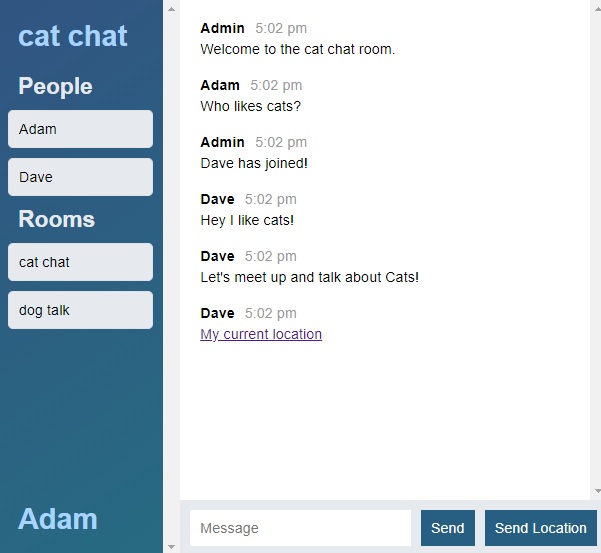 cat chat
People
Adam
Dave
Rooms
cat chat
dog talk
Adam
Admin 5:02 pm
Welcome to the cat chat room.
Adam 5:02 pm
Who likes cats?
Admin 5:02 pm
Dave has joined!
Dave 5:02 pm
Hey I like cats!
Dave 5:02 pm
Let's meet up and talk about Cats!
Dave 5:02 pm
My current location
Message
Send
Send Location